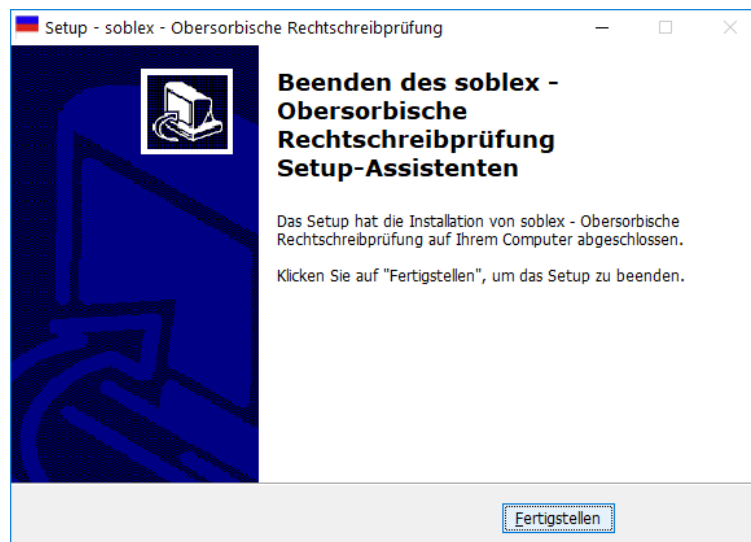 Setup - soblex - Obersorbische Rechtschreibprüfung
Beenden des soblex -
Obersorbische
Rechtschreibprüfung
Setup-Assistenten
Das Setup hat die Installation von soblex - Obersorbische
Rechtschreibprüfung auf Ihrem Computer abgeschlossen.
Klicken Sie auf "Fertigstellen", um das Setup zu beenden.
Fertigstellen